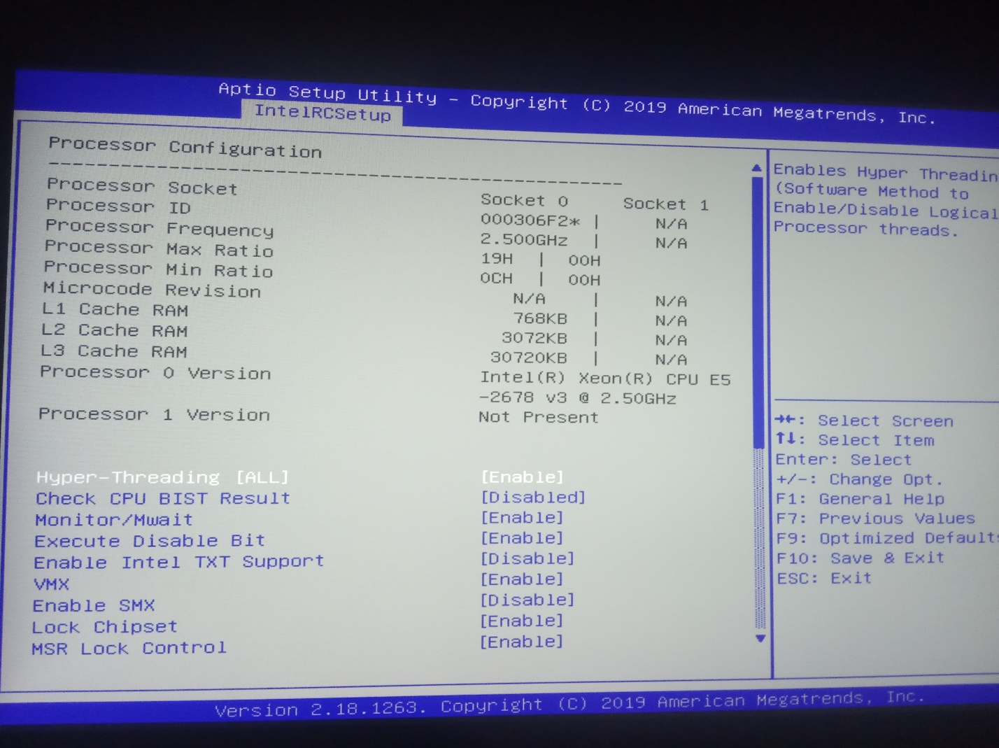 Aptio Setup Utility - Copyright (C) 2019 American Megatrends, Inc.
IntelRCSetup
Processor Configuration
--------------------------------------------------
Processor Socket Socket 0 Socket 1
Processor ID 000306F2* | N/A
Processor Frequency 2.500GHz | N/A
Processor Max Ratio 19H | 00H
Processor Min Ratio 0CH | 00H
Microcode Revision N/A | N/A
L1 Cache RAM 768KB | N/A
L2 Cache RAM 3072KB | N/A
L3 Cache RAM 30720KB | N/A
Processor 0 Version Intel(R) Xeon(R) CPU E5
-2678 v3 @ 2.50GHz
Processor 1 Version Not Present
Hyper-Threading [ALL] [Enable]
Check CPU BIST Result [Disabled]
Monitor/Mwait [Enable]
Execute Disable Bit [Enable]
Enable Intel TXT Support [Disable]
VMX [Enable]
Enable SMX [Disable]
Lock Chipset [Enable]
MSR Lock Control [Enable]
Enables Hyper Threadin
(Software Method to
Enable/Disable Logical
Processor threads.
→←: Select Screen
↑↓: Select Item
Enter: Select
+/-: Change Opt.
F1: General Help
F7: Previous Values
F9: Optimized Defaults
F10: Save & Exit
ESC: Exit
Version 2.18.1263. Copyright (C) 2019 American Megatrends, Inc.